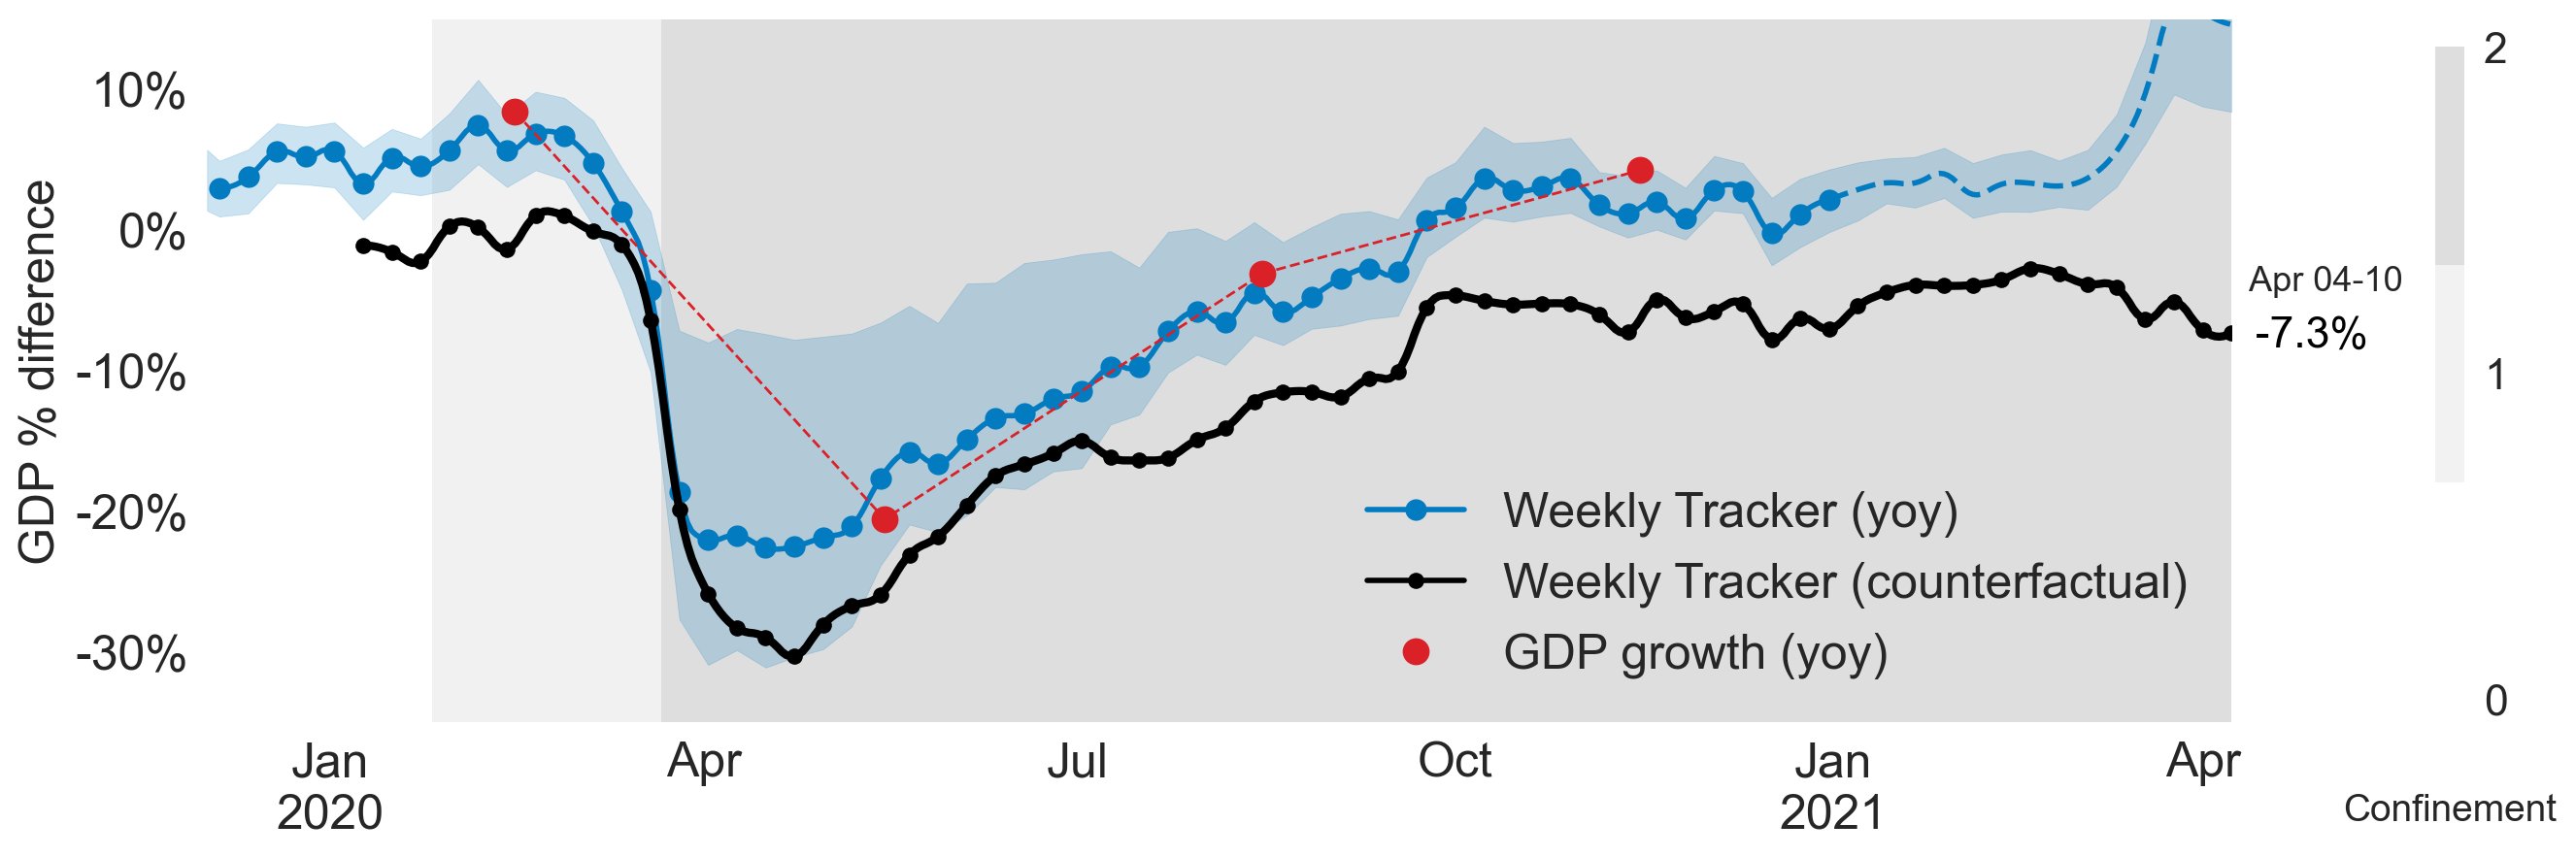 GDP % difference
10%
0%
-10%
-20%
-30%
Jan
2020
Apr
Jul
Oct
Jan
2021
Apr
Weekly Tracker (yoy)
Weekly Tracker (counterfactual)
GDP growth (yoy)
Apr 04-10
-7.3%
2
1
0
Confinement